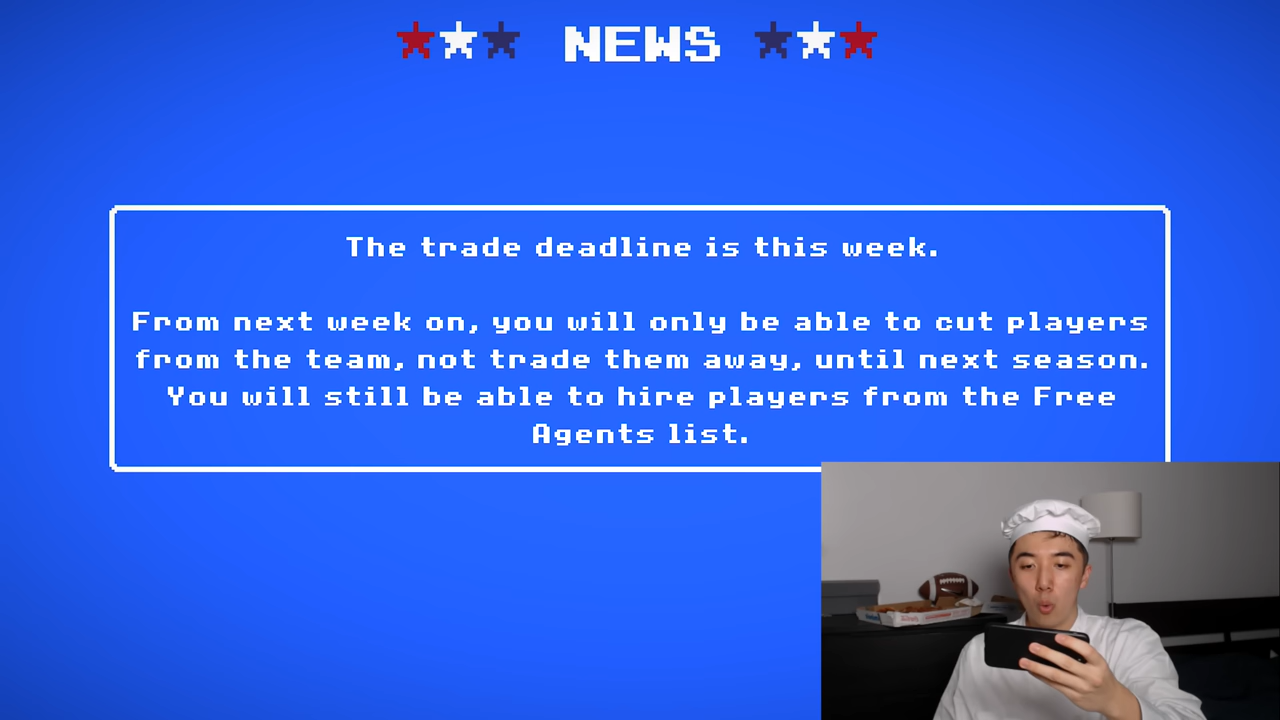 NEWS
The trade deadline is this week.
From next week on, you will only be able to cut players
from the team, not trade them away, until next season.
You will still be able to hire players from the Free
Agents list.